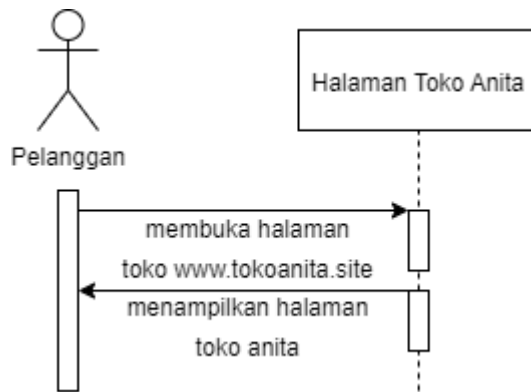 Halaman Toko Anita
Pelanggan
membuka halaman
toko www.tokoanita.site
menampilkan halaman
toko anita